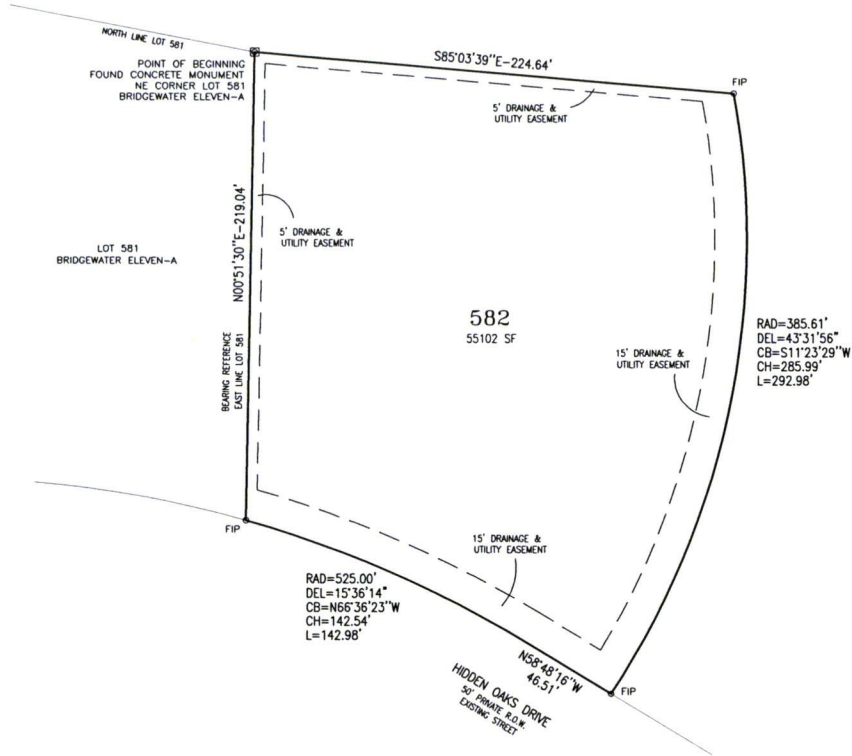 NORTH LINE LOT 581
POINT OF BEGINNING
FOUND CONCRETE MONUMENT
NE CORNER LOT 581
BRIDGEWATER ELEVEN-A
S85°03'39"E-224.64'
FIP
5' DRAINAGE &
UTILITY EASEMENT
N00°51'30"E-219.04'
5' DRAINAGE &
UTILITY EASEMENT
LOT 581
BRIDGEWATER ELEVEN-A
BEARING REFERENCE
EAST LINE LOT 581
582
55102 SF
15' DRAINAGE &
UTILITY EASEMENT
RAD=385.61'
DEL=43°31'56"
CB=S11°23'29"W
CH=285.99'
L=292.98'
FIP
15' DRAINAGE &
UTILITY EASEMENT
RAD=525.00'
DEL=15°36'14"
CB=N66°36'23"W
CH=142.54'
L=142.98'
N58°48'16"W
46.51'
FIP
HIDDEN OAKS DRIVE
50' PRIVATE R.O.W.
EXISTING STREET